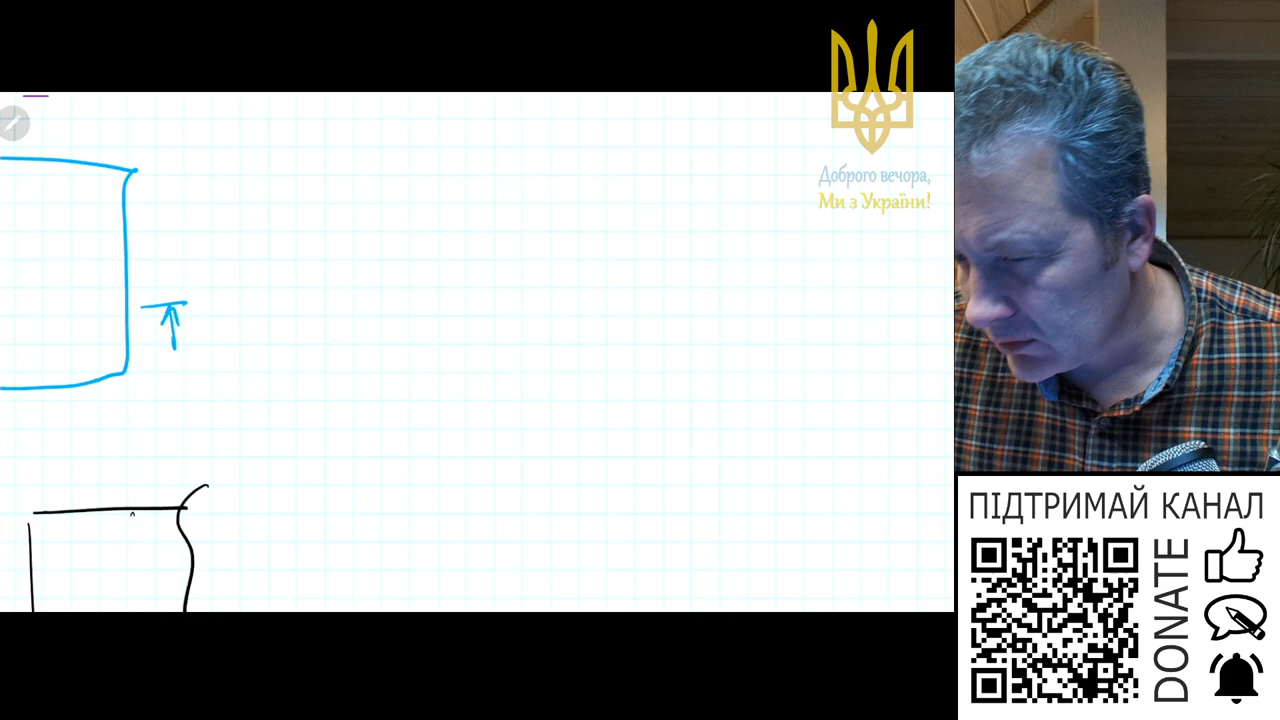 Доброго вечора,
Ми з України!
ПІДТРИМАЙ КАНАЛ
DONATE